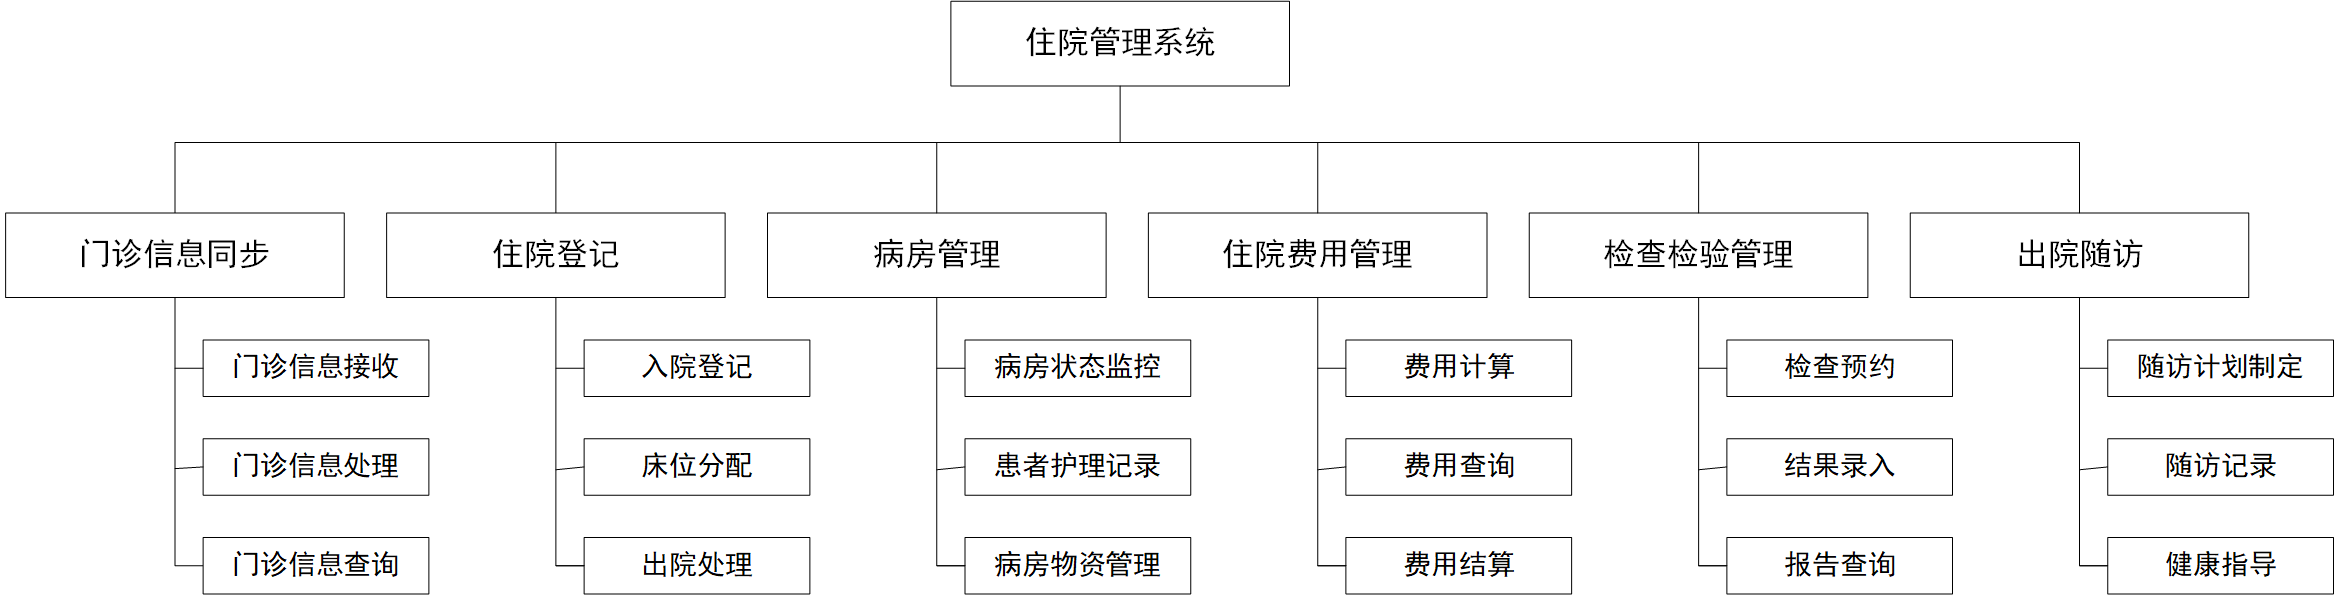 住院管理系统
门诊信息同步
住院登记
病房管理
住院费用管理
检查检验管理
出院随访
门诊信息接收
入院登记
病房状态监控
费用计算
检查预约
随访计划制定
门诊信息处理
床位分配
患者护理记录
费用查询
结果录入
随访记录
门诊信息查询
出院处理
病房物资管理
费用结算
报告查询
健康指导